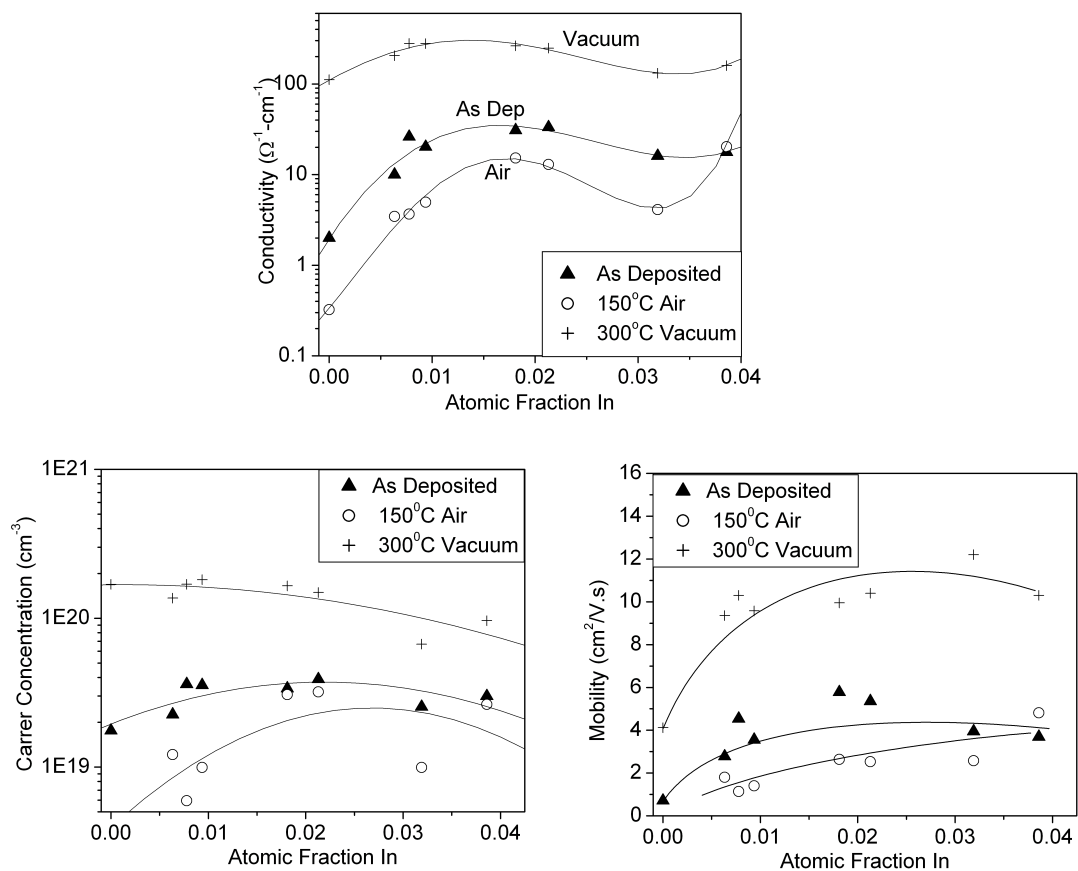 Conductivity (Ω⁻¹-cm⁻¹)
100
10
1
0.1
Vacuum
As Dep
Air
As Deposited
150°C Air
300°C Vacuum
0.00 0.01 0.02 0.03 0.04
Atomic Fraction In
Carrer Concentration (cm⁻³)
1E21
1E20
1E19
As Deposited
150⁰C Air
300⁰C Vacuum
0.00 0.01 0.02 0.03 0.04
Atomic Fraction In
Mobility (cm²/V.s)
16
14
12
10
8
6
4
2
0
As Deposited
150⁰C Air
300⁰C Vacuum
0.00 0.01 0.02 0.03 0.04
Atomic Fraction In